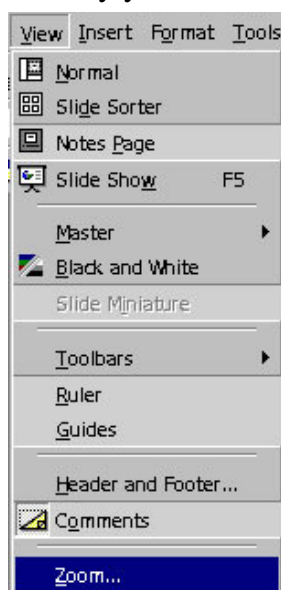 View Insert Format Tools
Normal
Slide Sorter
Notes Page
Slide Show F5
Master
Black and White
Slide Miniature
Toolbars
Ruler
Guides
Header and Footer...
Comments
Zoom...